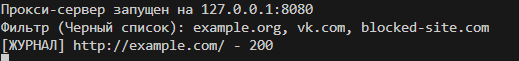 Прокси-сервер запущен на 127.0.0.1:8080
Фильтр (Черный список): example.org, vk.com, blocked-site.com
[ЖУРНАЛ] http://example.com/ - 200